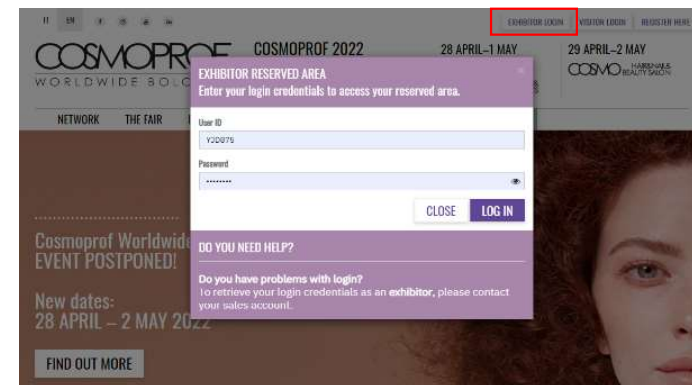 IT EN
EXHIBITOR LOGIN VISITOR LOGIN REGISTER HERE
COSMOPROF
WORLDWIDE BOLO
COSMOPROF 2022
28 APRIL–1 MAY
29 APRIL–2 MAY
COSMO HAIR&NAIL
BEAUTY SALON
NETWORK THE FAIR
EXHIBITOR RESERVED AREA
Enter your login credentials to access your reserved area.
User ID
Password
••••••••
CLOSE LOG IN
DO YOU NEED HELP?
Do you have problems with login?
To retrieve your login credentials as an exhibitor, please contact
your sales account.
Cosmoprof Worldwide
EVENT POSTPONED!
New dates:
28 APRIL – 2 MAY 2022
FIND OUT MORE